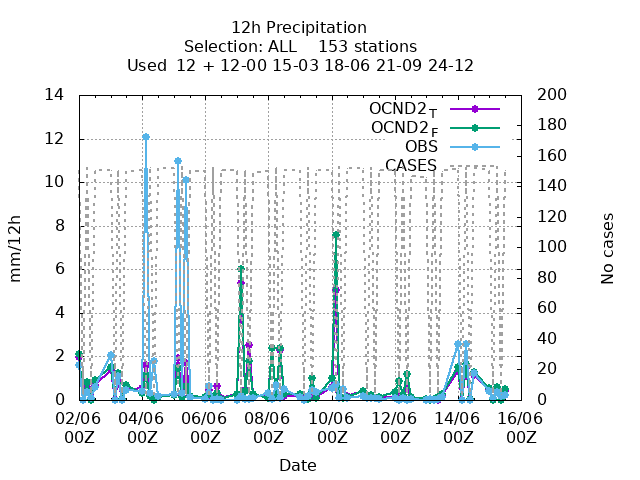 12h Precipitation
Selection: ALL    153 stations
Used  12 + 12-00 15-03 18-06 21-09 24-12
14
12
10
8
6
4
2
0
mm/12h
200
180
160
140
120
100
80
60
40
20
0
No cases
OCND2_T
OCND2_F
OBS
CASES
02/06 04/06 06/06 08/06 10/06 12/06 14/06 16/06
00Z 00Z 00Z 00Z 00Z 00Z 00Z 00Z
Date